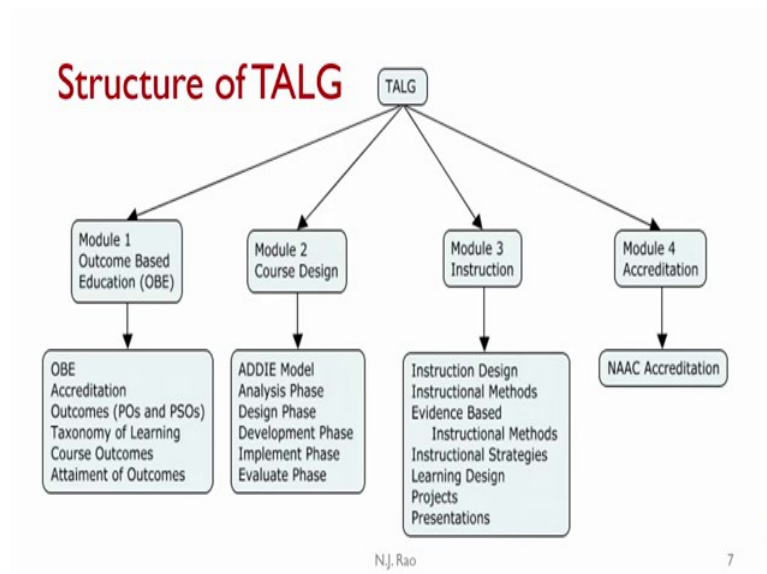 Structure of TALG
TALG
Module 1
Outcome Based
Education (OBE)
Module 2
Course Design
Module 3
Instruction
Module 4
Accreditation
OBE
Accreditation
Outcomes (POs and PSOs)
Taxonomy of Learning
Course Outcomes
Attaiment of Outcomes
ADDIE Model
Analysis Phase
Design Phase
Development Phase
Implement Phase
Evaluate Phase
Instruction Design
Instructional Methods
Evidence Based
Instructional Methods
Instructional Strategies
Learning Design
Projects
Presentations
NAAC Accreditation
N.J. Rao
7